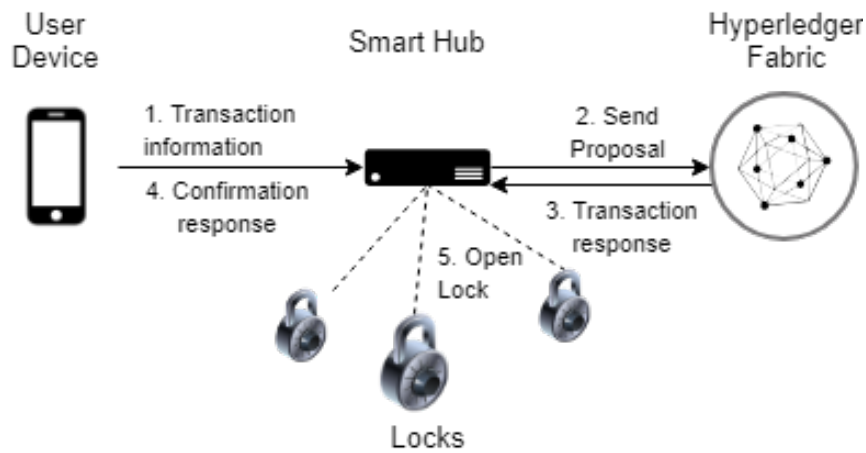 User
Device
Smart Hub
Hyperledger
Fabric
1. Transaction
information
2. Send
Proposal
4. Confirmation
response
3. Transaction
response
5. Open
Lock
Locks